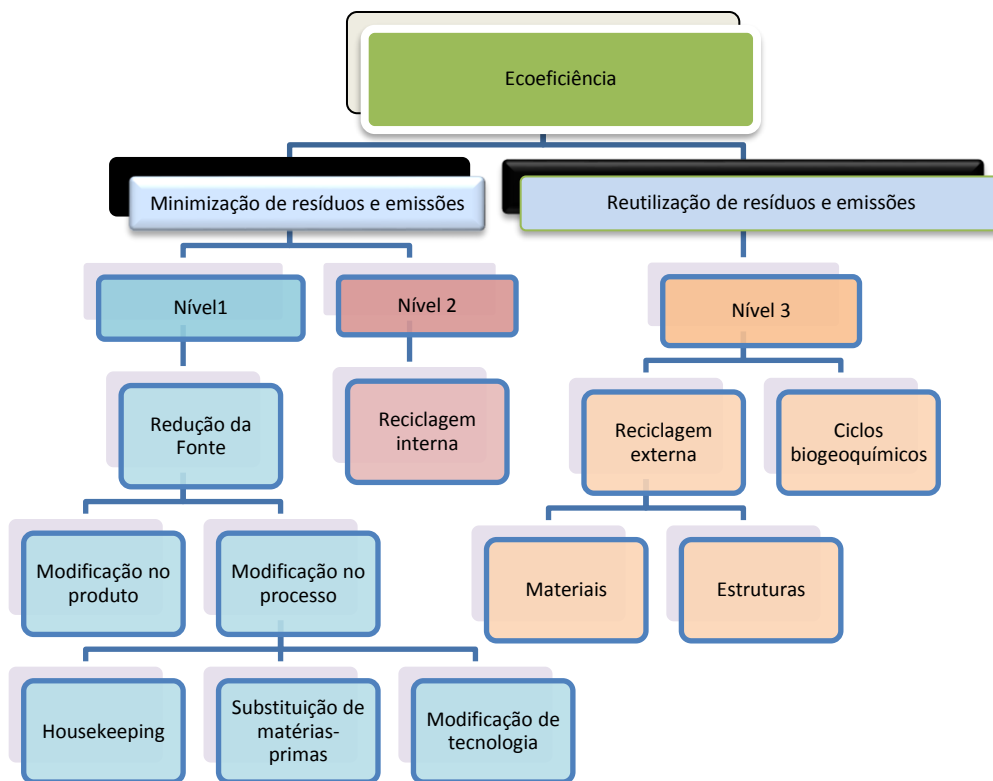 Ecoeficiência
Minimização de resíduos e emissões
Reutilização de resíduos e emissões
Nível1
Nível 2
Nível 3
Redução da
Fonte
Reciclagem
interna
Reciclagem
externa
Ciclos
biogeoquímicos
Modificação no
produto
Modificação no
processo
Materiais
Estruturas
Housekeeping
Substituição de
matérias-
primas
Modificação de
tecnologia